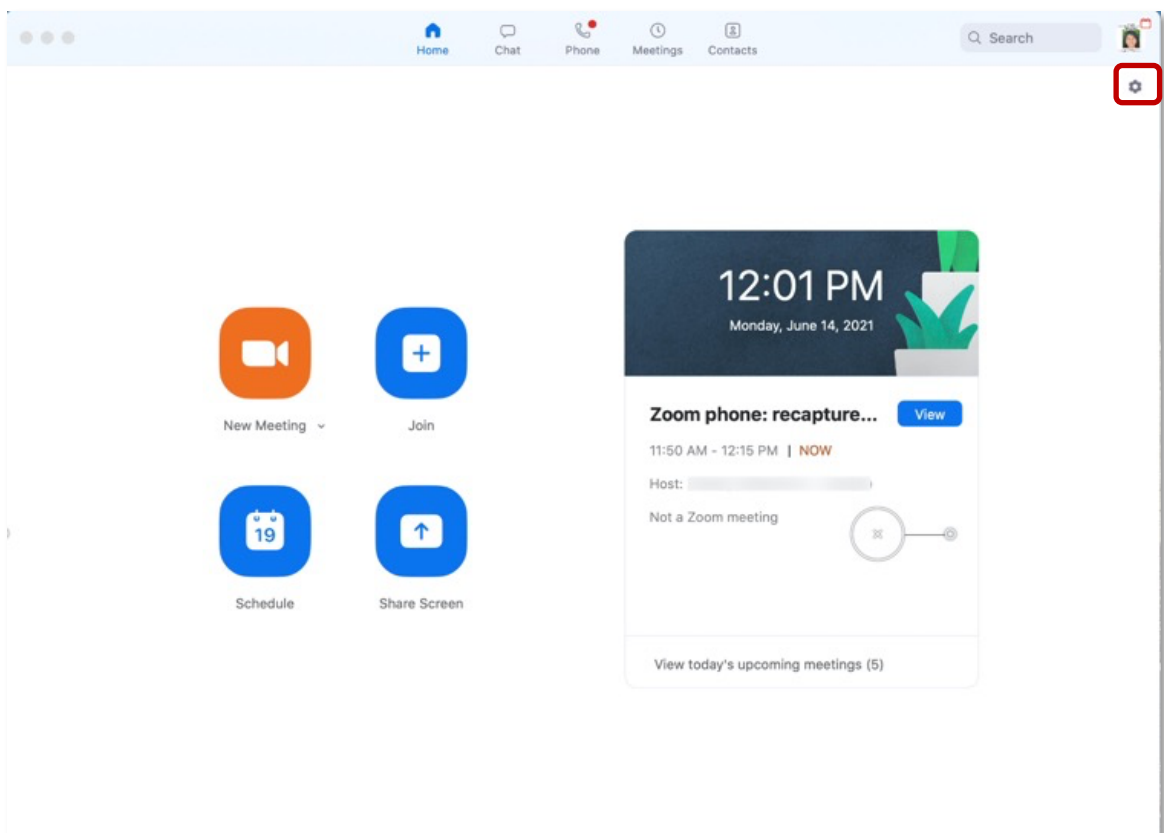 Home
Chat
Phone
Meetings
Contacts
Search
12:01 PM
Monday, June 14, 2021
New Meeting
Join
Zoom phone: recapture...
View
11:50 AM - 12:15 PM | NOW
Host:
Not a Zoom meeting
19
Schedule
Share Screen
View today's upcoming meetings (5)